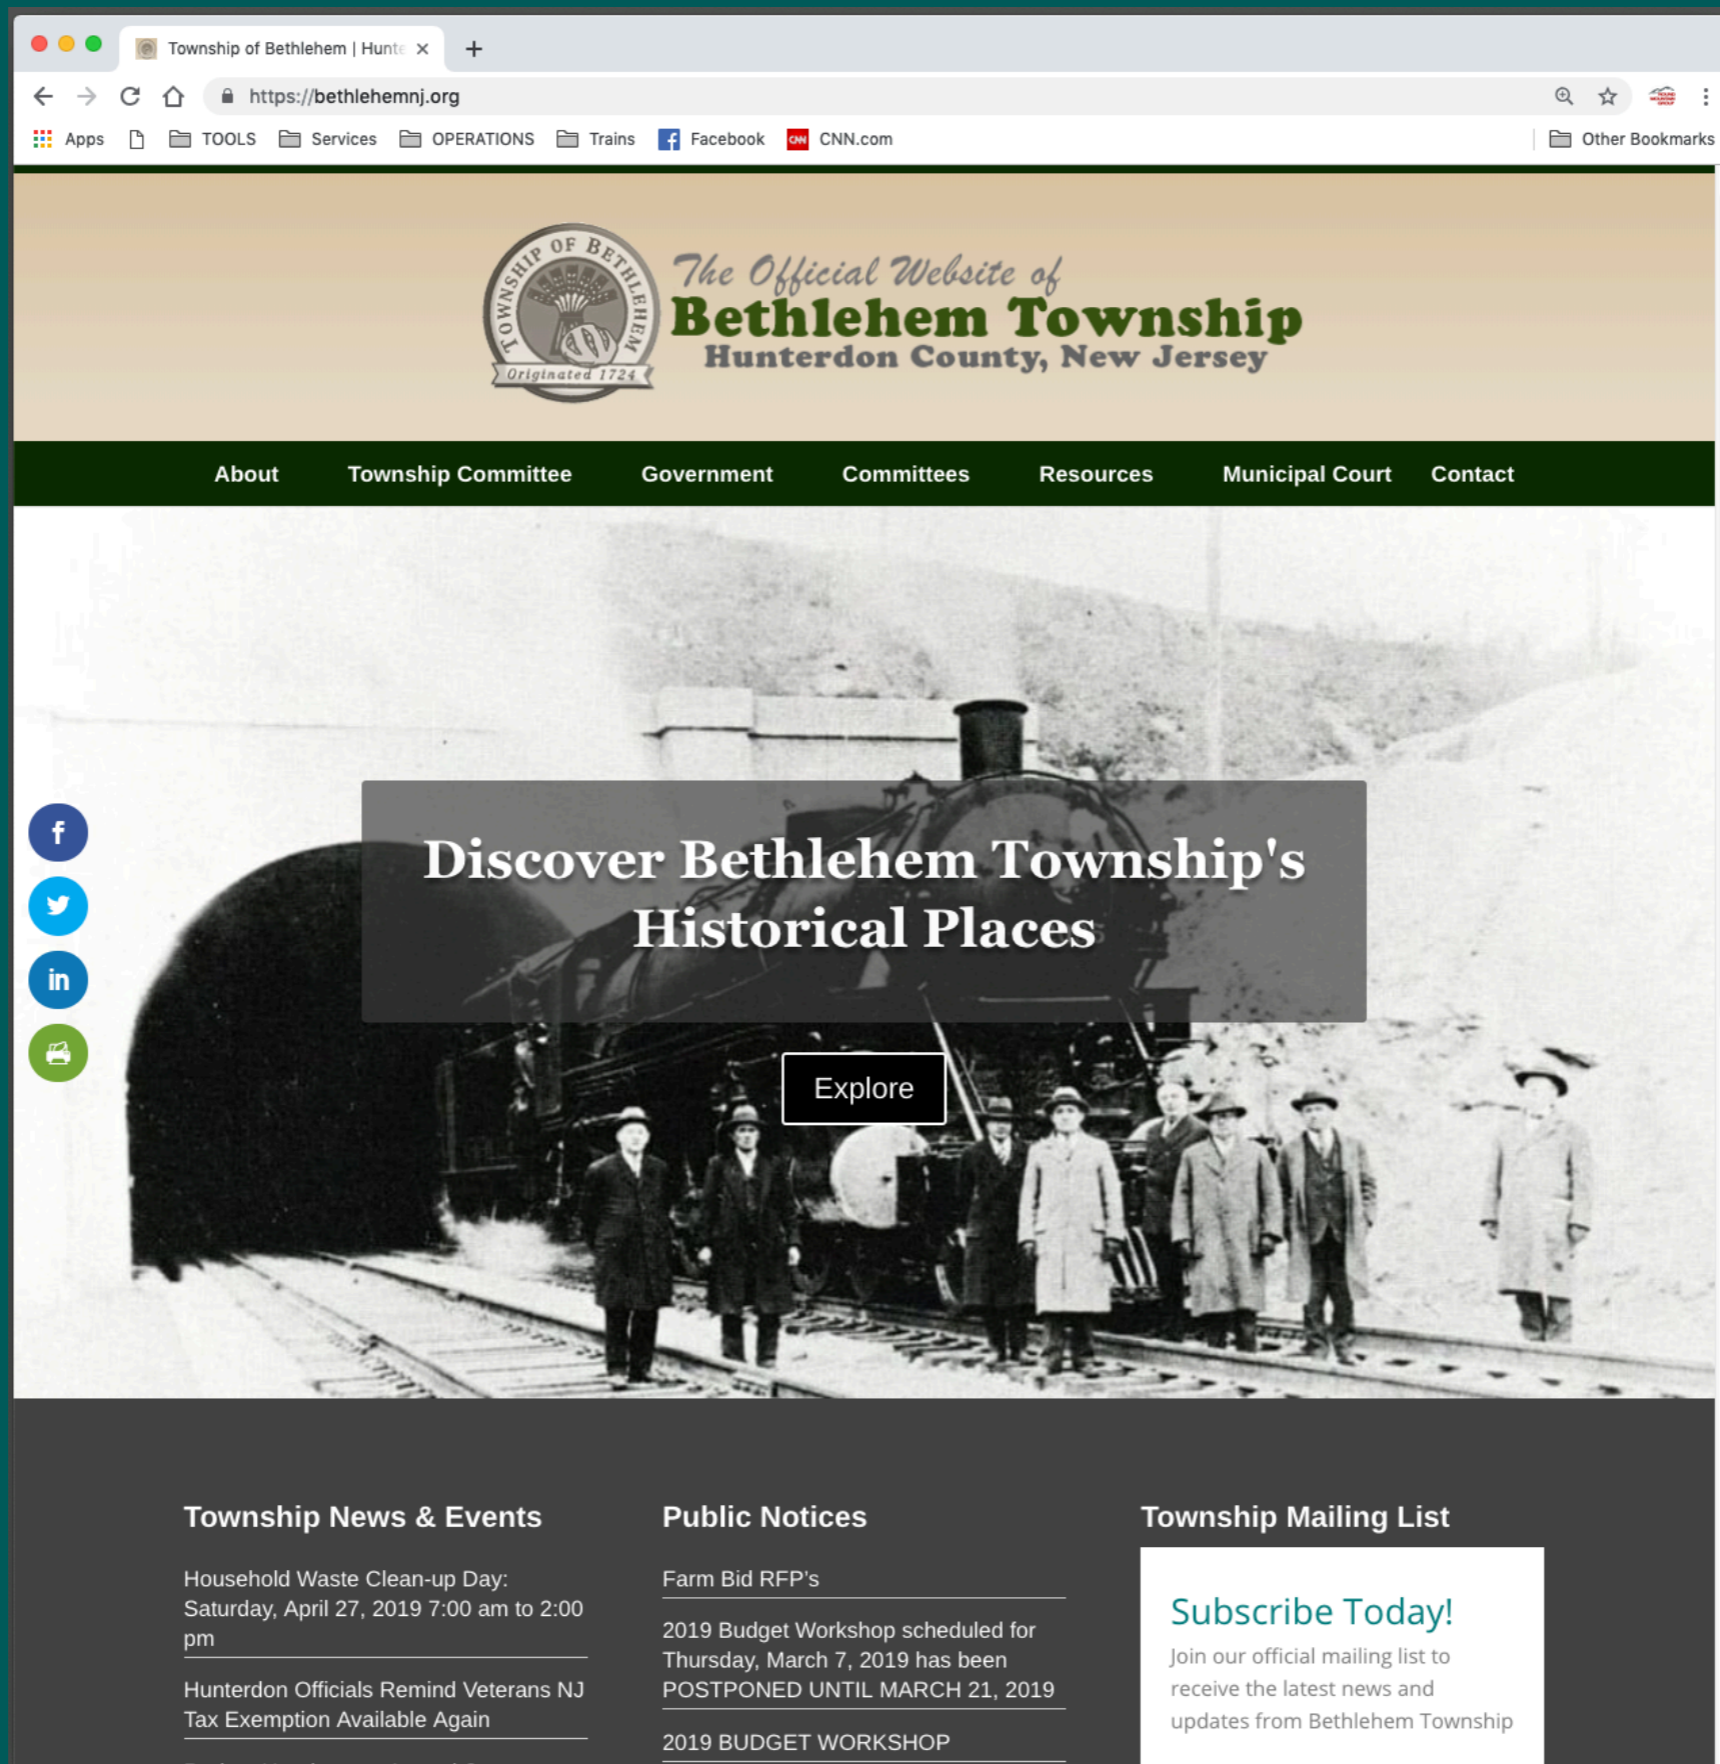 Township of Bethlehem | Hunte
https://bethlehemnj.org
Apps
TOOLS
Services
OPERATIONS
Trains
Facebook
CNN
CNN.com
Other Bookmarks
TOWNSHIP OF BETHLEHEM
Originated 1724
The Official Website of
Bethlehem Township
Hunterdon County, New Jersey
About
Township Committee
Government
Committees
Resources
Municipal Court
Contact
Discover Bethlehem Township's
Historical Places
Explore
Township News & Events
Household Waste Clean-up Day:
Saturday, April 27, 2019 7:00 am to 2:00
pm
Hunterdon Officials Remind Veterans NJ
Tax Exemption Available Again
Public Notices
Farm Bid RFP's
2019 Budget Workshop scheduled for
Thursday, March 7, 2019 has been
POSTPONED UNTIL MARCH 21, 2019
2019 BUDGET WORKSHOP
Township Mailing List
Subscribe Today!
Join our official mailing list to
receive the latest news and
updates from Bethlehem Township